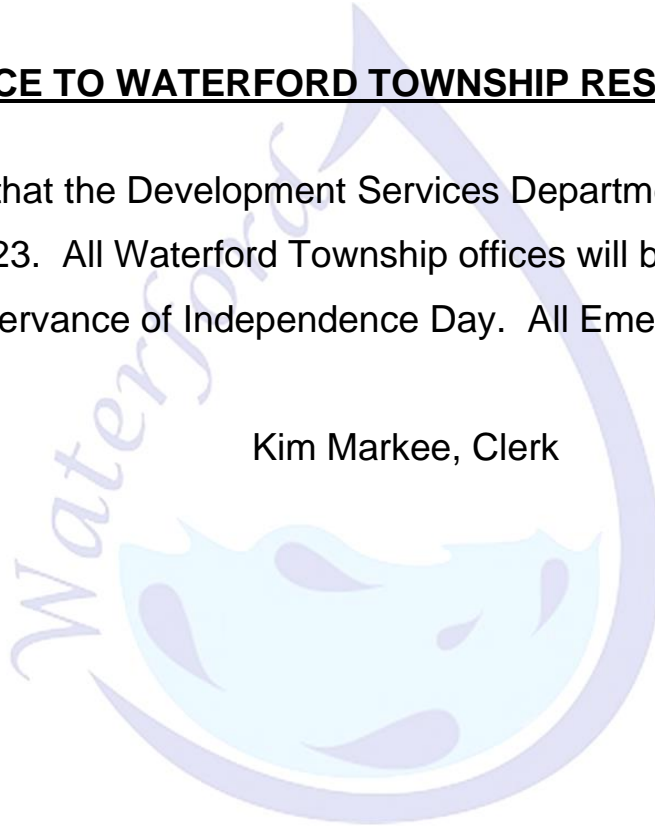 CE TO WATERFORD TOWNSHIP RES
that the Development Services Departm
23. All Waterford Township offices will b
ervance of Independence Day. All Eme
Kim Markee, Clerk
Waterford